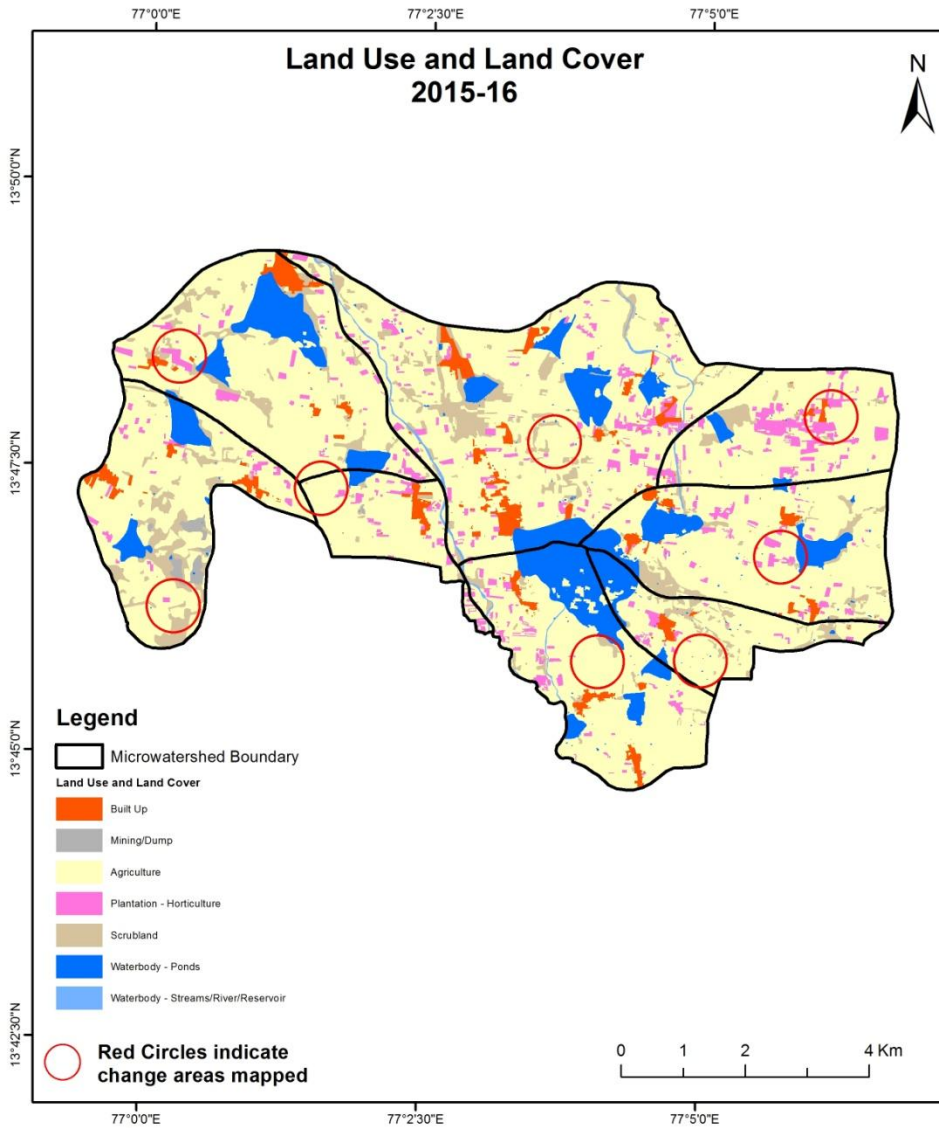 77°0'0"E 77°2'30"E 77°5'0"E
Land Use and Land Cover
2015-16
N
13°50'0"N
13°47'30"N
13°45'0"N
13°42'30"N
Legend
Microwatershed Boundary
Land Use and Land Cover
Built Up
Mining/Dump
Agriculture
Plantation - Horticulture
Scrubland
Waterbody - Ponds
Waterbody - Streams/River/Reservoir
Red Circles indicate
change areas mapped
0 1 2 4 Km
77°0'0"E 77°2'30"E 77°5'0"E